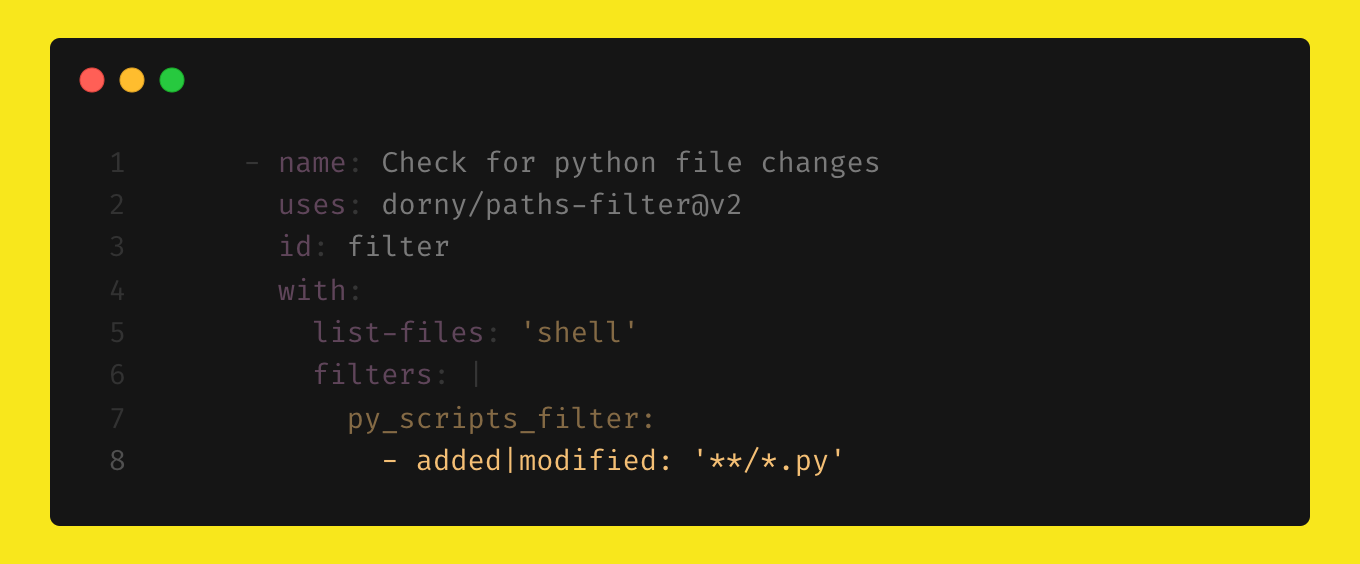 1 - name: Check for python file changes
2 uses: dorny/paths-filter@v2
3 id: filter
4 with:
5 list-files: 'shell'
6 filters: |
7 py_scripts_filter:
8 - added|modified: '**/*.py'